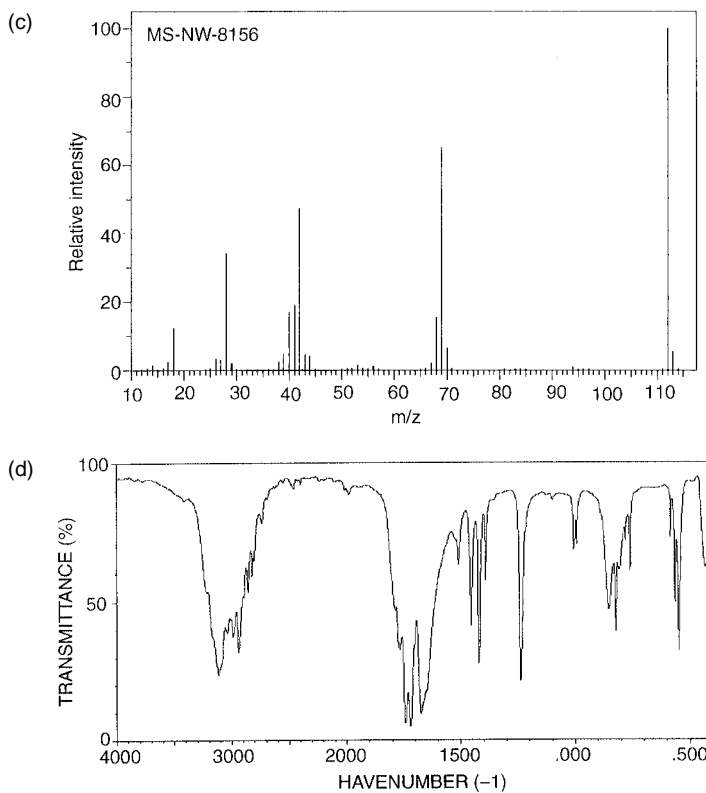 (c)
MS-NW-8156
Relative intensity
100
80
60
40
20
0
10 20 30 40 50 60 70 80 90 100 110
m/z
(d)
TRANSMITTANCE (%)
100
50
0
4000 3000 2000 1500 .000 .500
HAVENUMBER (−1)